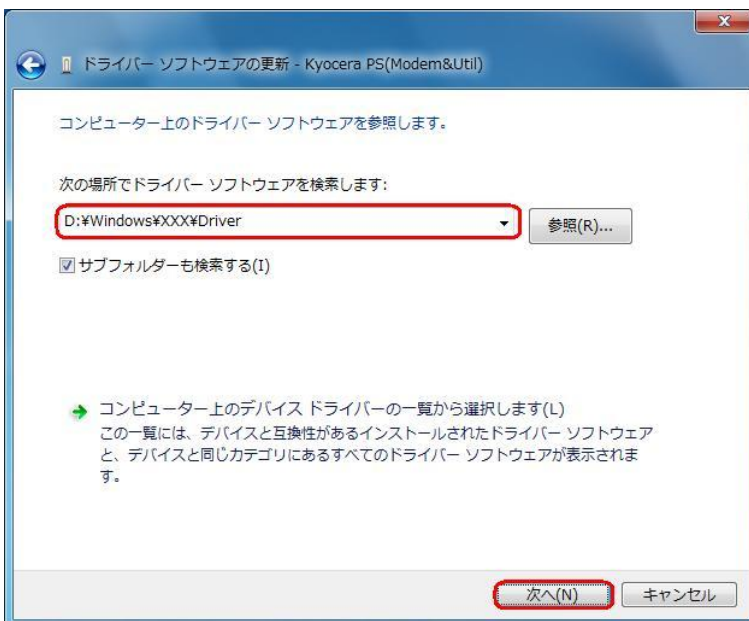 ドライバー ソフトウェアの更新 - Kyocera PS(Modem&Util)
コンピューター上のドライバー ソフトウェアを参照します。
次の場所でドライバー ソフトウェアを検索します:
D:¥Windows¥XXX¥Driver
参照(R)...
サブフォルダーも検索する(I)
コンピューター上のデバイス ドライバーの一覧から選択します(L)
この一覧には、デバイスと互換性があるインストールされたドライバー ソフトウェア
と、デバイスと同じカテゴリにあるすべてのドライバー ソフトウェアが表示されま
す。
次へ(N)
キャンセル